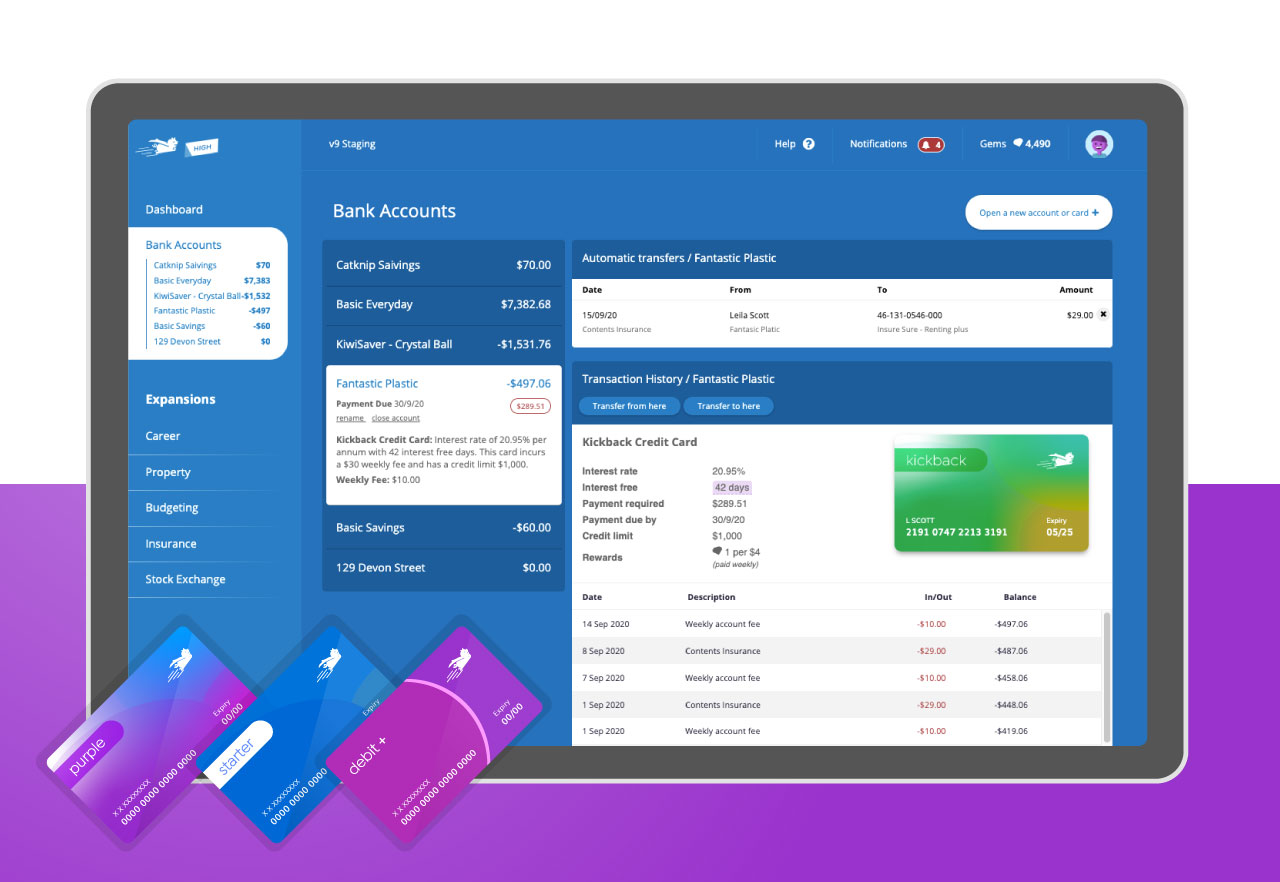 HIGH
v9 Staging
Help ?
Notifications 4
Gems 4,490
Dashboard
Bank Accounts
Catknip Saivings $70
Basic Everyday $7,383
KiwiSaver - Crystal Ball -$1,532
Fantastic Plastic -$497
Basic Savings -$60
129 Devon Street $0
Expansions
Career
Property
Budgeting
Insurance
Stock Exchange
Bank Accounts
Open a new account or card +
Catknip Saivings $70.00
Basic Everyday $7,382.68
KiwiSaver - Crystal Ball -$1,531.76
Fantastic Plastic -$497.06
Payment Due 30/9/20 $289.51
rename close account
Kickback Credit Card: Interest rate of 20.95% per
annum with 42 interest free days. This card incurs
a $30 weekly fee and has a credit limit $1,000.
Weekly Fee: $10.00
Basic Savings -$60.00
129 Devon Street $0.00
Automatic transfers / Fantastic Plastic
Date From To Amount
15/09/20 Leila Scott 46-131-0546-000 $29.00 ✖
Contents Insurance Fantasic Platic Insure Sure - Renting plus
Transaction History / Fantastic Plastic
Transfer from here Transfer to here
Kickback Credit Card
Interest rate 20.95%
Interest free 42 days
Payment required $289.51
Payment due by 30/9/20
Credit limit $1,000
Rewards 1 per $4
(paid weekly)
kickback
L SCOTT Expiry
2191 0747 2213 3191 05/25
Date Description In/Out Balance
14 Sep 2020 Weekly account fee -$10.00 -$497.06
8 Sep 2020 Contents Insurance -$29.00 -$487.06
7 Sep 2020 Weekly account fee -$10.00 -$458.06
1 Sep 2020 Contents Insurance -$29.00 -$448.06
1 Sep 2020 Weekly account fee -$10.00 -$419.06
purple
X X XXXXXXXX
0000 0000 0000 0000
Expiry
00/00
starter
X X XXXXXXXX
0000 0000 0000
Expiry
debit +
X X XXXXXXXX
0000 0000 0000 0000
Expiry
00/00